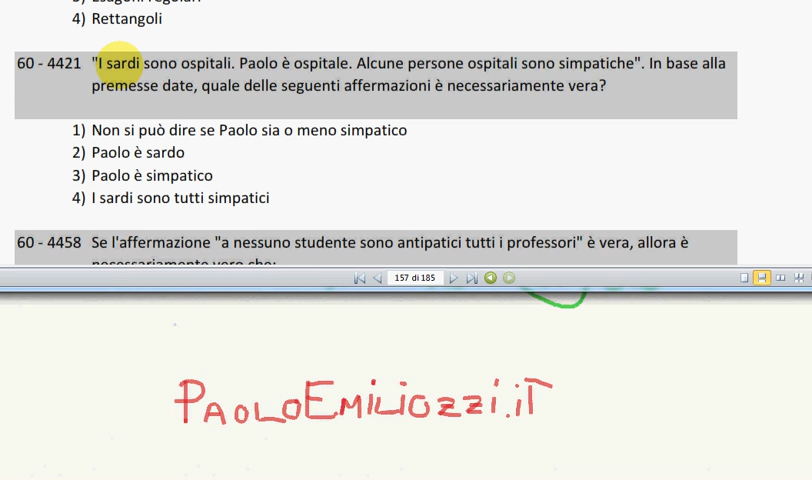 4) Rettangoli
60 - 4421 "I sardi sono ospitali. Paolo è ospitale. Alcune persone ospitali sono simpatiche". In base alla
premesse date, quale delle seguenti affermazioni è necessariamente vera?
1) Non si può dire se Paolo sia o meno simpatico
2) Paolo è sardo
3) Paolo è simpatico
4) I sardi sono tutti simpatici
60 - 4458 Se l'affermazione "a nessuno studente sono antipatici tutti i professori" è vera, allora è
necessariamente vero che:
157 di 185
PAOLOEMILIOZZI.IT